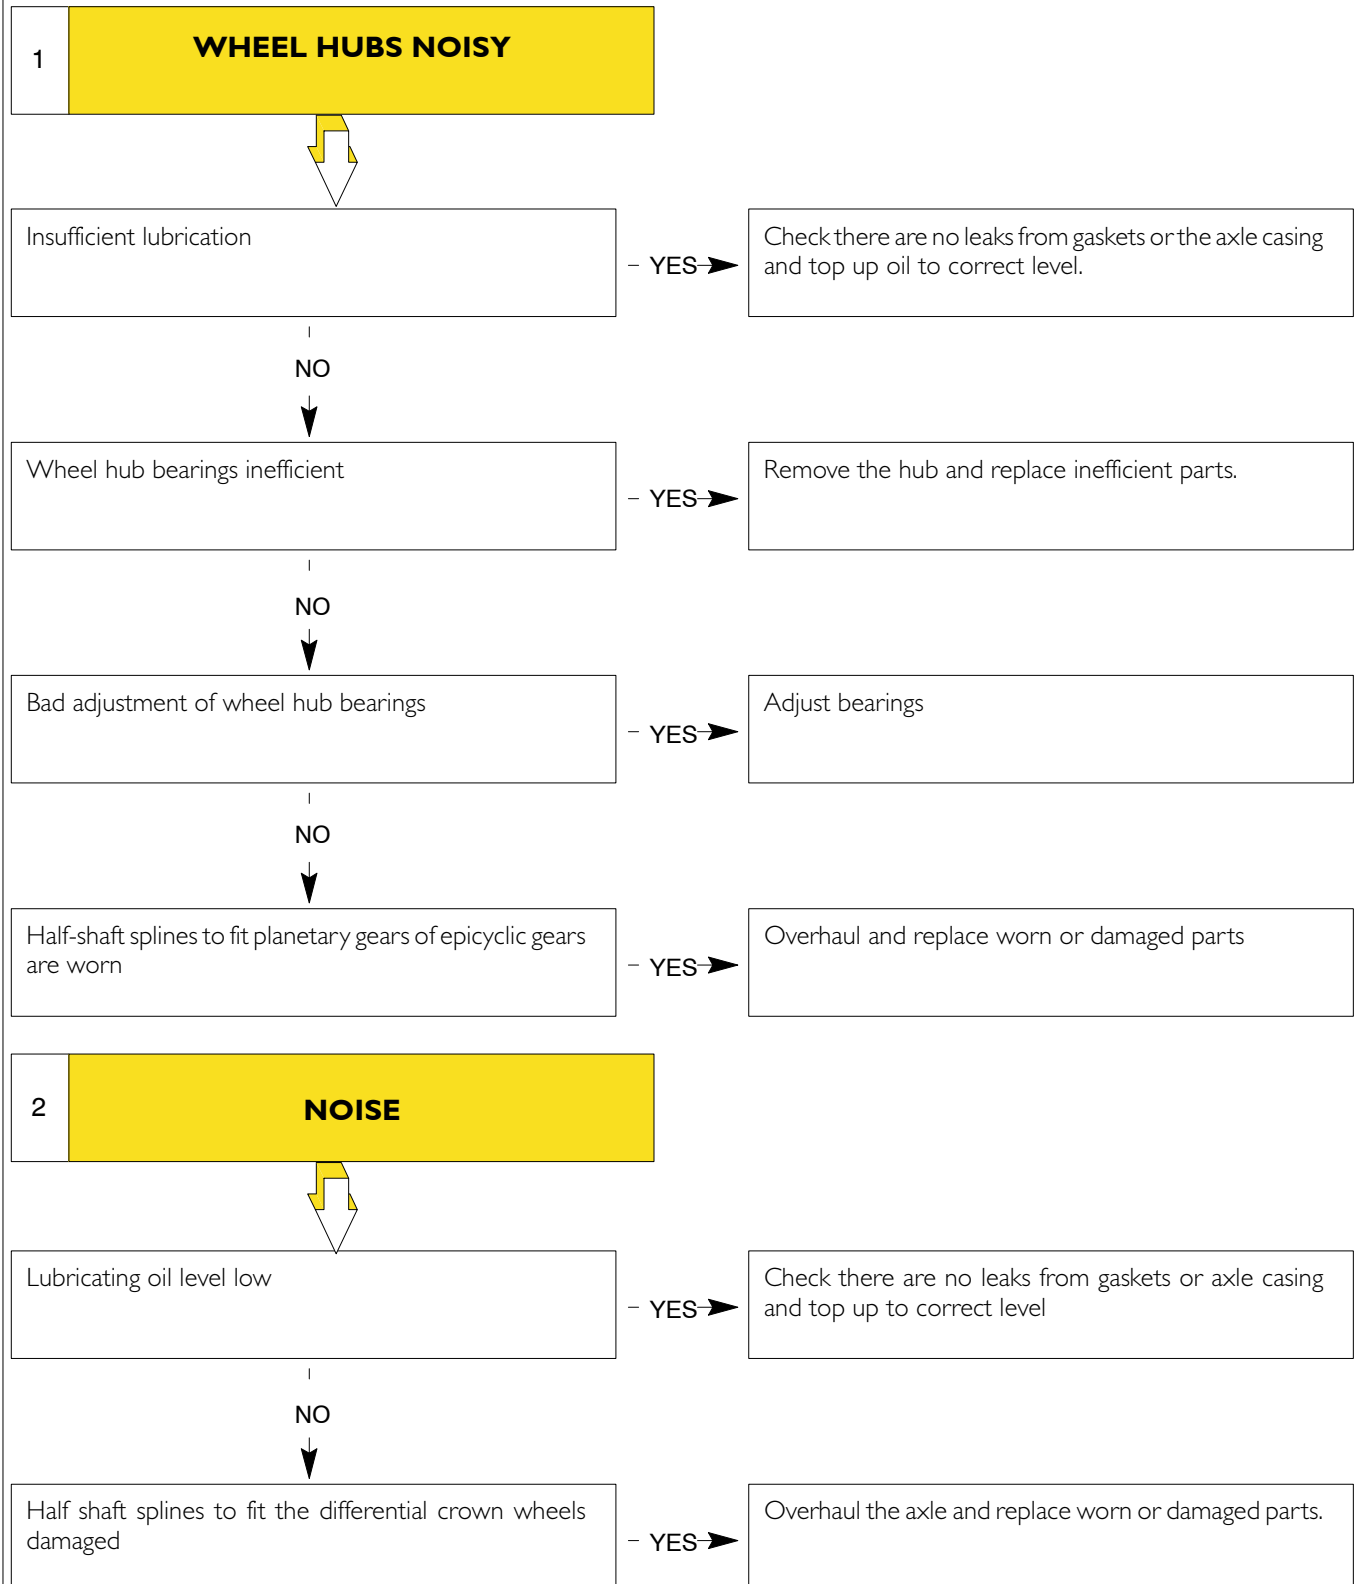 1
WHEEL HUBS NOISY
Insufficient lubrication
YES
Check there are no leaks from gaskets or the axle casing
and top up oil to correct level.
NO
Wheel hub bearings inefficient
YES
Remove the hub and replace inefficient parts.
NO
Bad adjustment of wheel hub bearings
YES
Adjust bearings
NO
Half-shaft splines to fit planetary gears of epicyclic gears
are worn
YES
Overhaul and replace worn or damaged parts
2
NOISE
Lubricating oil level low
YES
Check there are no leaks from gaskets or axle casing
and top up to correct level
NO
Half shaft splines to fit the differential crown wheels
damaged
YES
Overhaul the axle and replace worn or damaged parts.